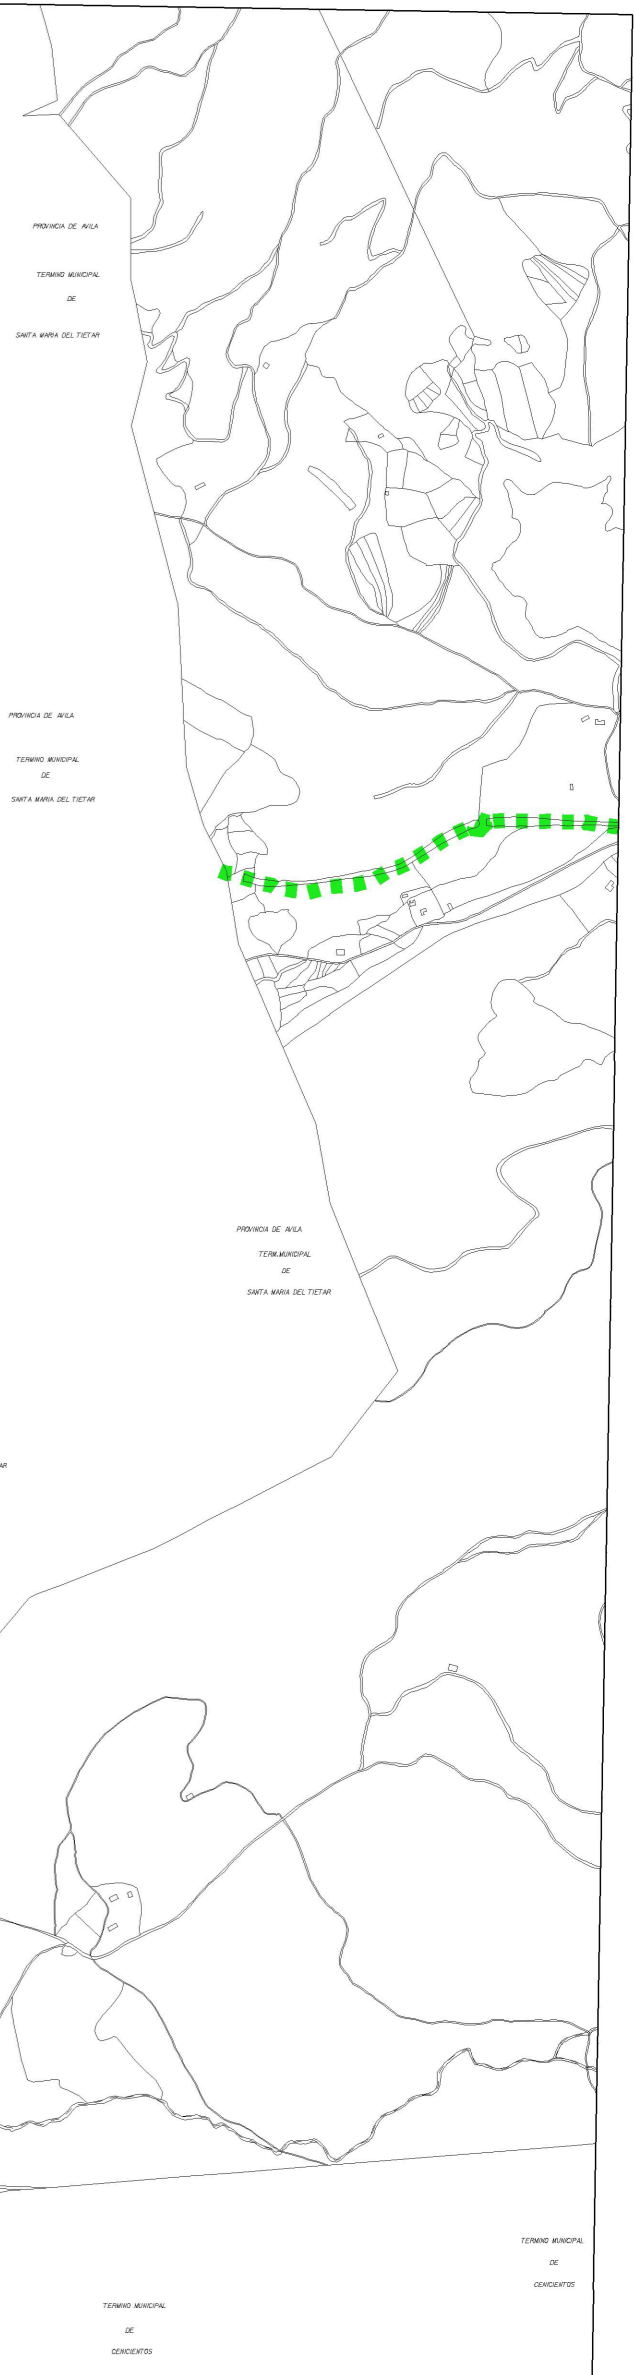 PROVINCIA DE AVILA
TERMINO MUNICIPAL
DE
SANTA MARIA DEL TIETAR
PROVINCIA DE AVILA
TERMINO MUNICIPAL
DE
SANTA MARIA DEL TIETAR
PROVINCIA DE AVILA
TERM.MUNICIPAL
DE
SANTA MARIA DEL TIETAR
AR
TERMINO MUNICIPAL
DE
CENICIENTOS
TERMINO MUNICIPAL
DE
CENICIENTOS